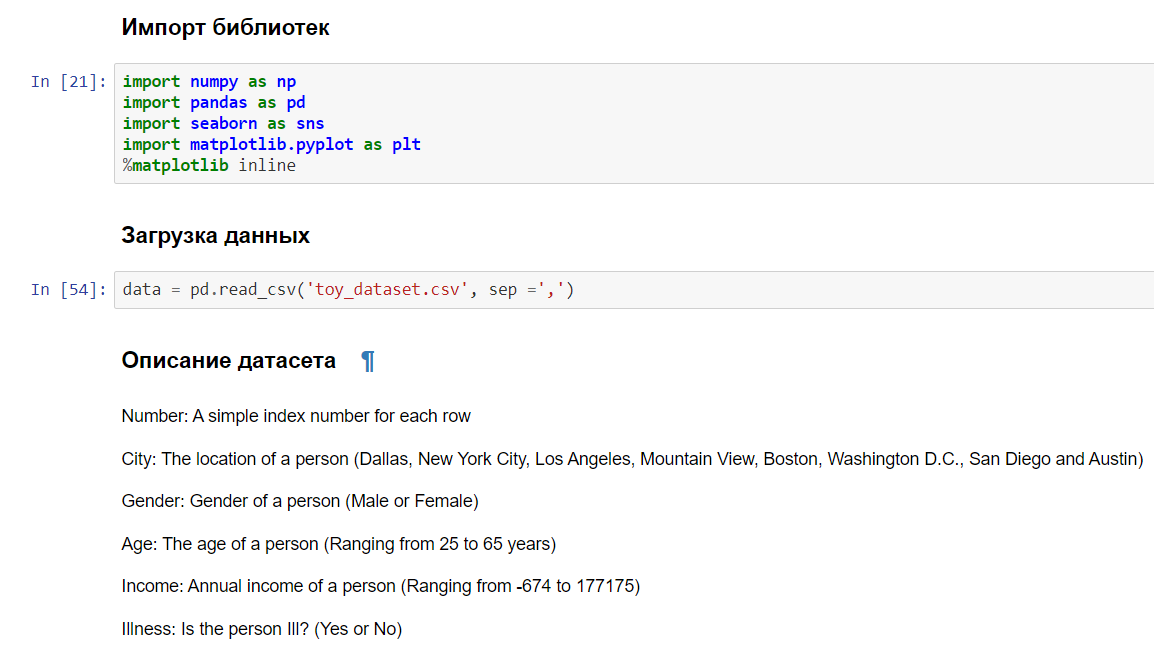 Импорт библиотек
In [21]: import numpy as np
import pandas as pd
import seaborn as sns
import matplotlib.pyplot as plt
%matplotlib inline
Загрузка данных
In [54]: data = pd.read_csv('toy_dataset.csv', sep =',')
Описание датасета ¶
Number: A simple index number for each row
City: The location of a person (Dallas, New York City, Los Angeles, Mountain View, Boston, Washington D.C., San Diego and Austin)
Gender: Gender of a person (Male or Female)
Age: The age of a person (Ranging from 25 to 65 years)
Income: Annual income of a person (Ranging from -674 to 177175)
Illness: Is the person Ill? (Yes or No)